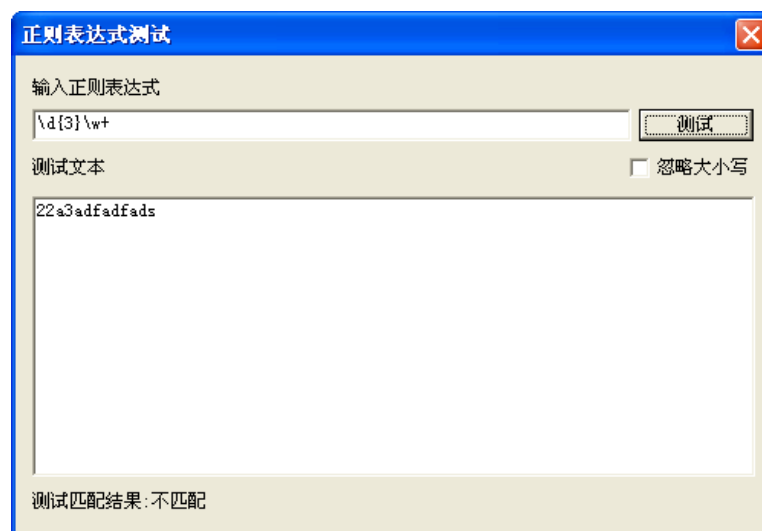 正则表达式测试
输入正则表达式
\d{3}\w+
测试
测试文本
忽略大小写
22a3adfadfads
测试匹配结果:不匹配